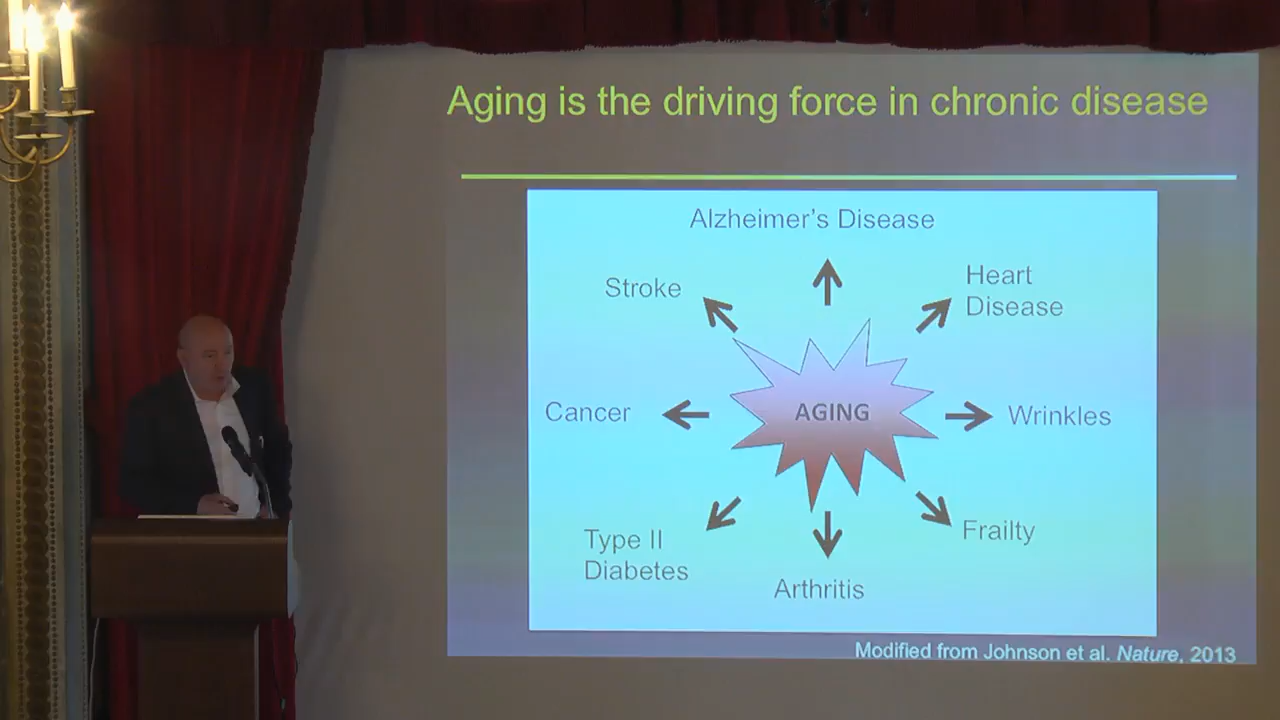 Aging is the driving force in chronic disease
Alzheimer's Disease
Stroke
Heart
Disease
Cancer
AGING
Wrinkles
Type II
Diabetes
Frailty
Arthritis
Modified from Johnson et al. Nature, 2013